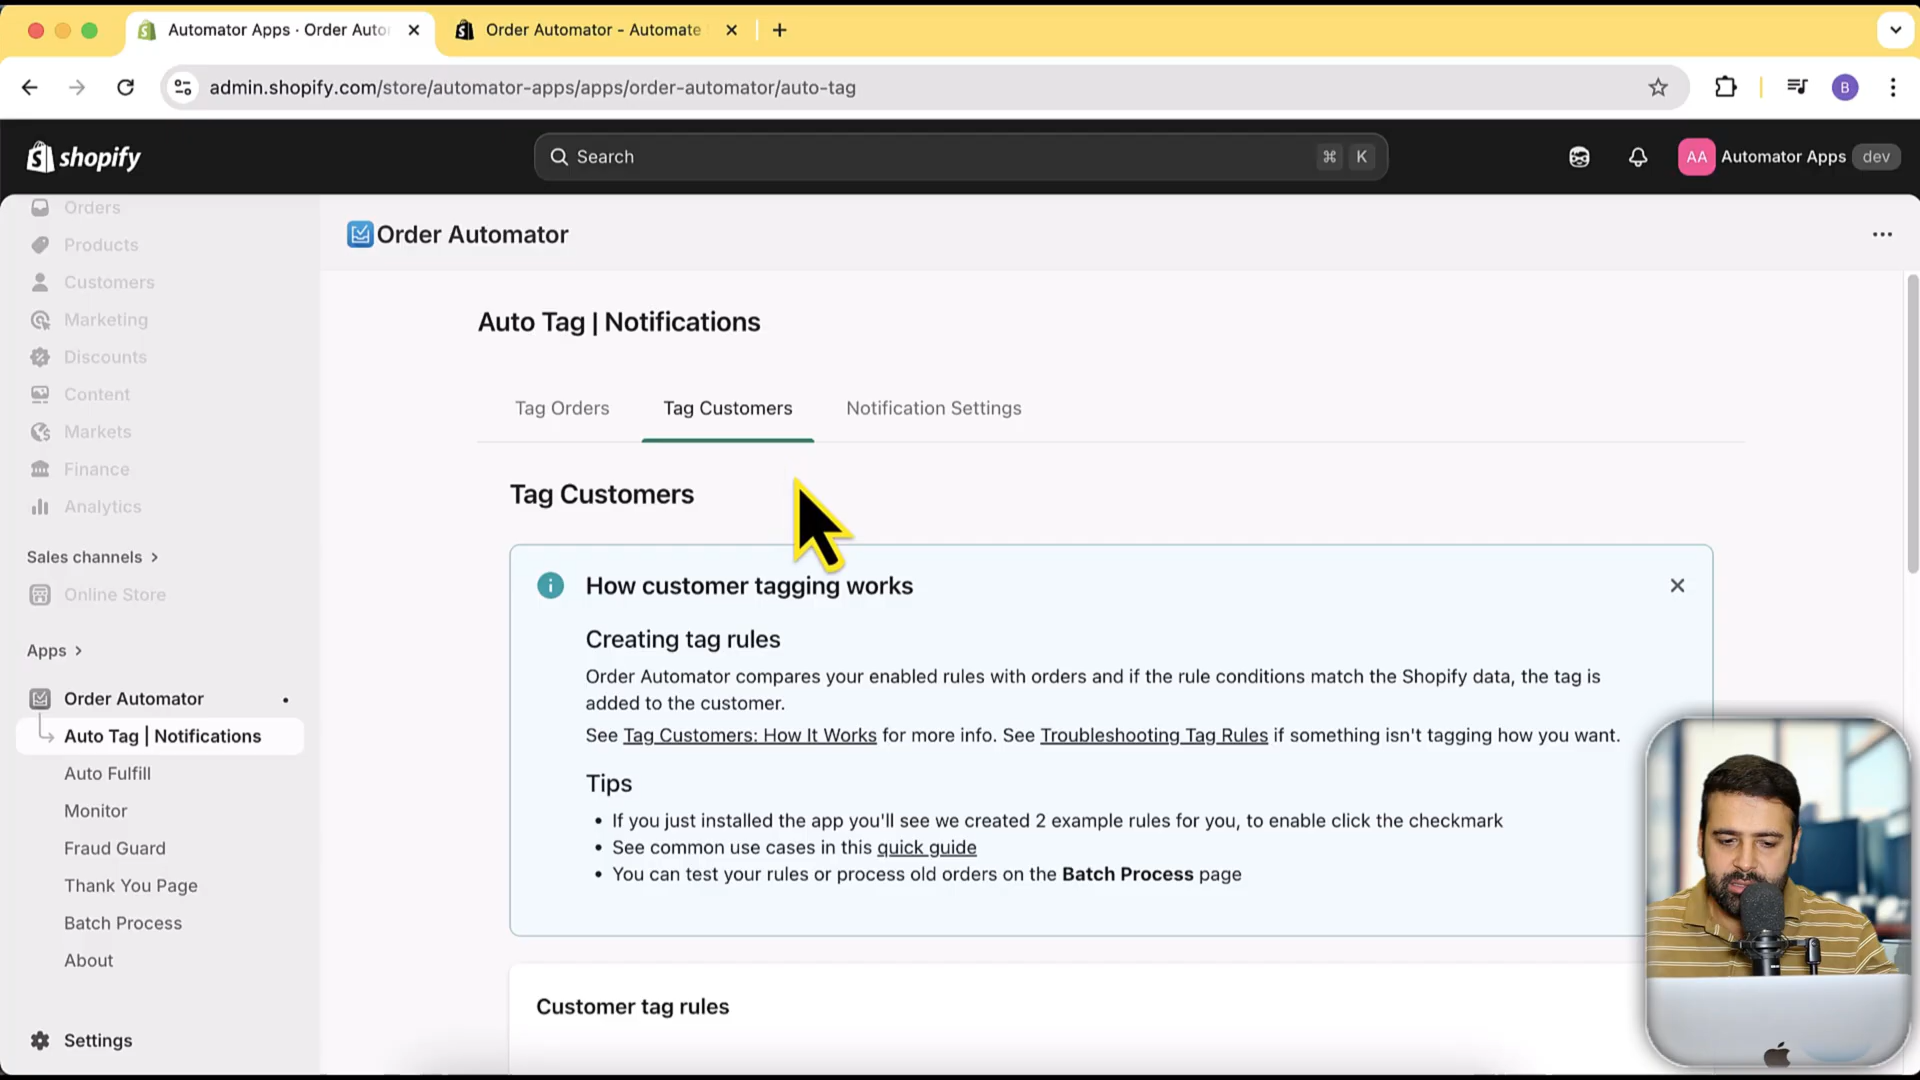 Automator Apps · Order Auto
Order Automator - Automate
admin.shopify.com/store/automator-apps/apps/order-automator/auto-tag
B
shopify
Search
⌘ K
AA
Automator Apps
dev
Orders
Products
Customers
Marketing
Discounts
Content
Markets
Finance
Analytics
Sales channels
Online Store
Apps
Order Automator
Auto Tag | Notifications
Auto Fulfill
Monitor
Fraud Guard
Thank You Page
Batch Process
About
Settings
Order Automator
Auto Tag | Notifications
Tag Orders
Tag Customers
Notification Settings
Tag Customers
How customer tagging works
Creating tag rules
Order Automator compares your enabled rules with orders and if the rule conditions match the Shopify data, the tag is
added to the customer.
See Tag Customers: How It Works for more info. See Troubleshooting Tag Rules if something isn't tagging how you want.
Tips
• If you just installed the app you'll see we created 2 example rules for you, to enable click the checkmark
• See common use cases in this quick guide
• You can test your rules or process old orders on the Batch Process page
Customer tag rules